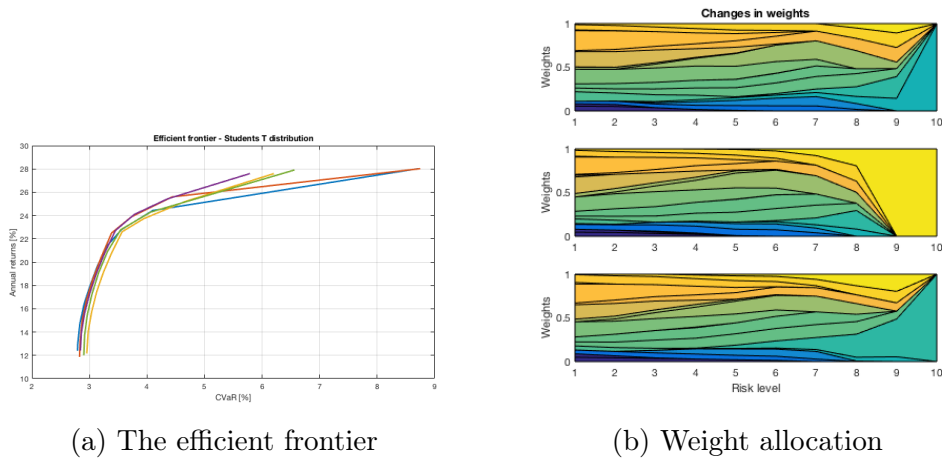 Efficient frontier - Students T distribution
Annual returns [%]
30
28
26
24
22
20
18
16
14
12
10
2 3 4 5 6 7 8 9
CVaR [%]
(a) The efficient frontier
Changes in weights
Weights
1
0.5
0
1 2 3 4 5 6 7 8 9 10
Weights
1
0.5
0
1 2 3 4 5 6 7 8 9 10
Weights
1
0.5
0
1 2 3 4 5 6 7 8 9 10
Risk level
(b) Weight allocation